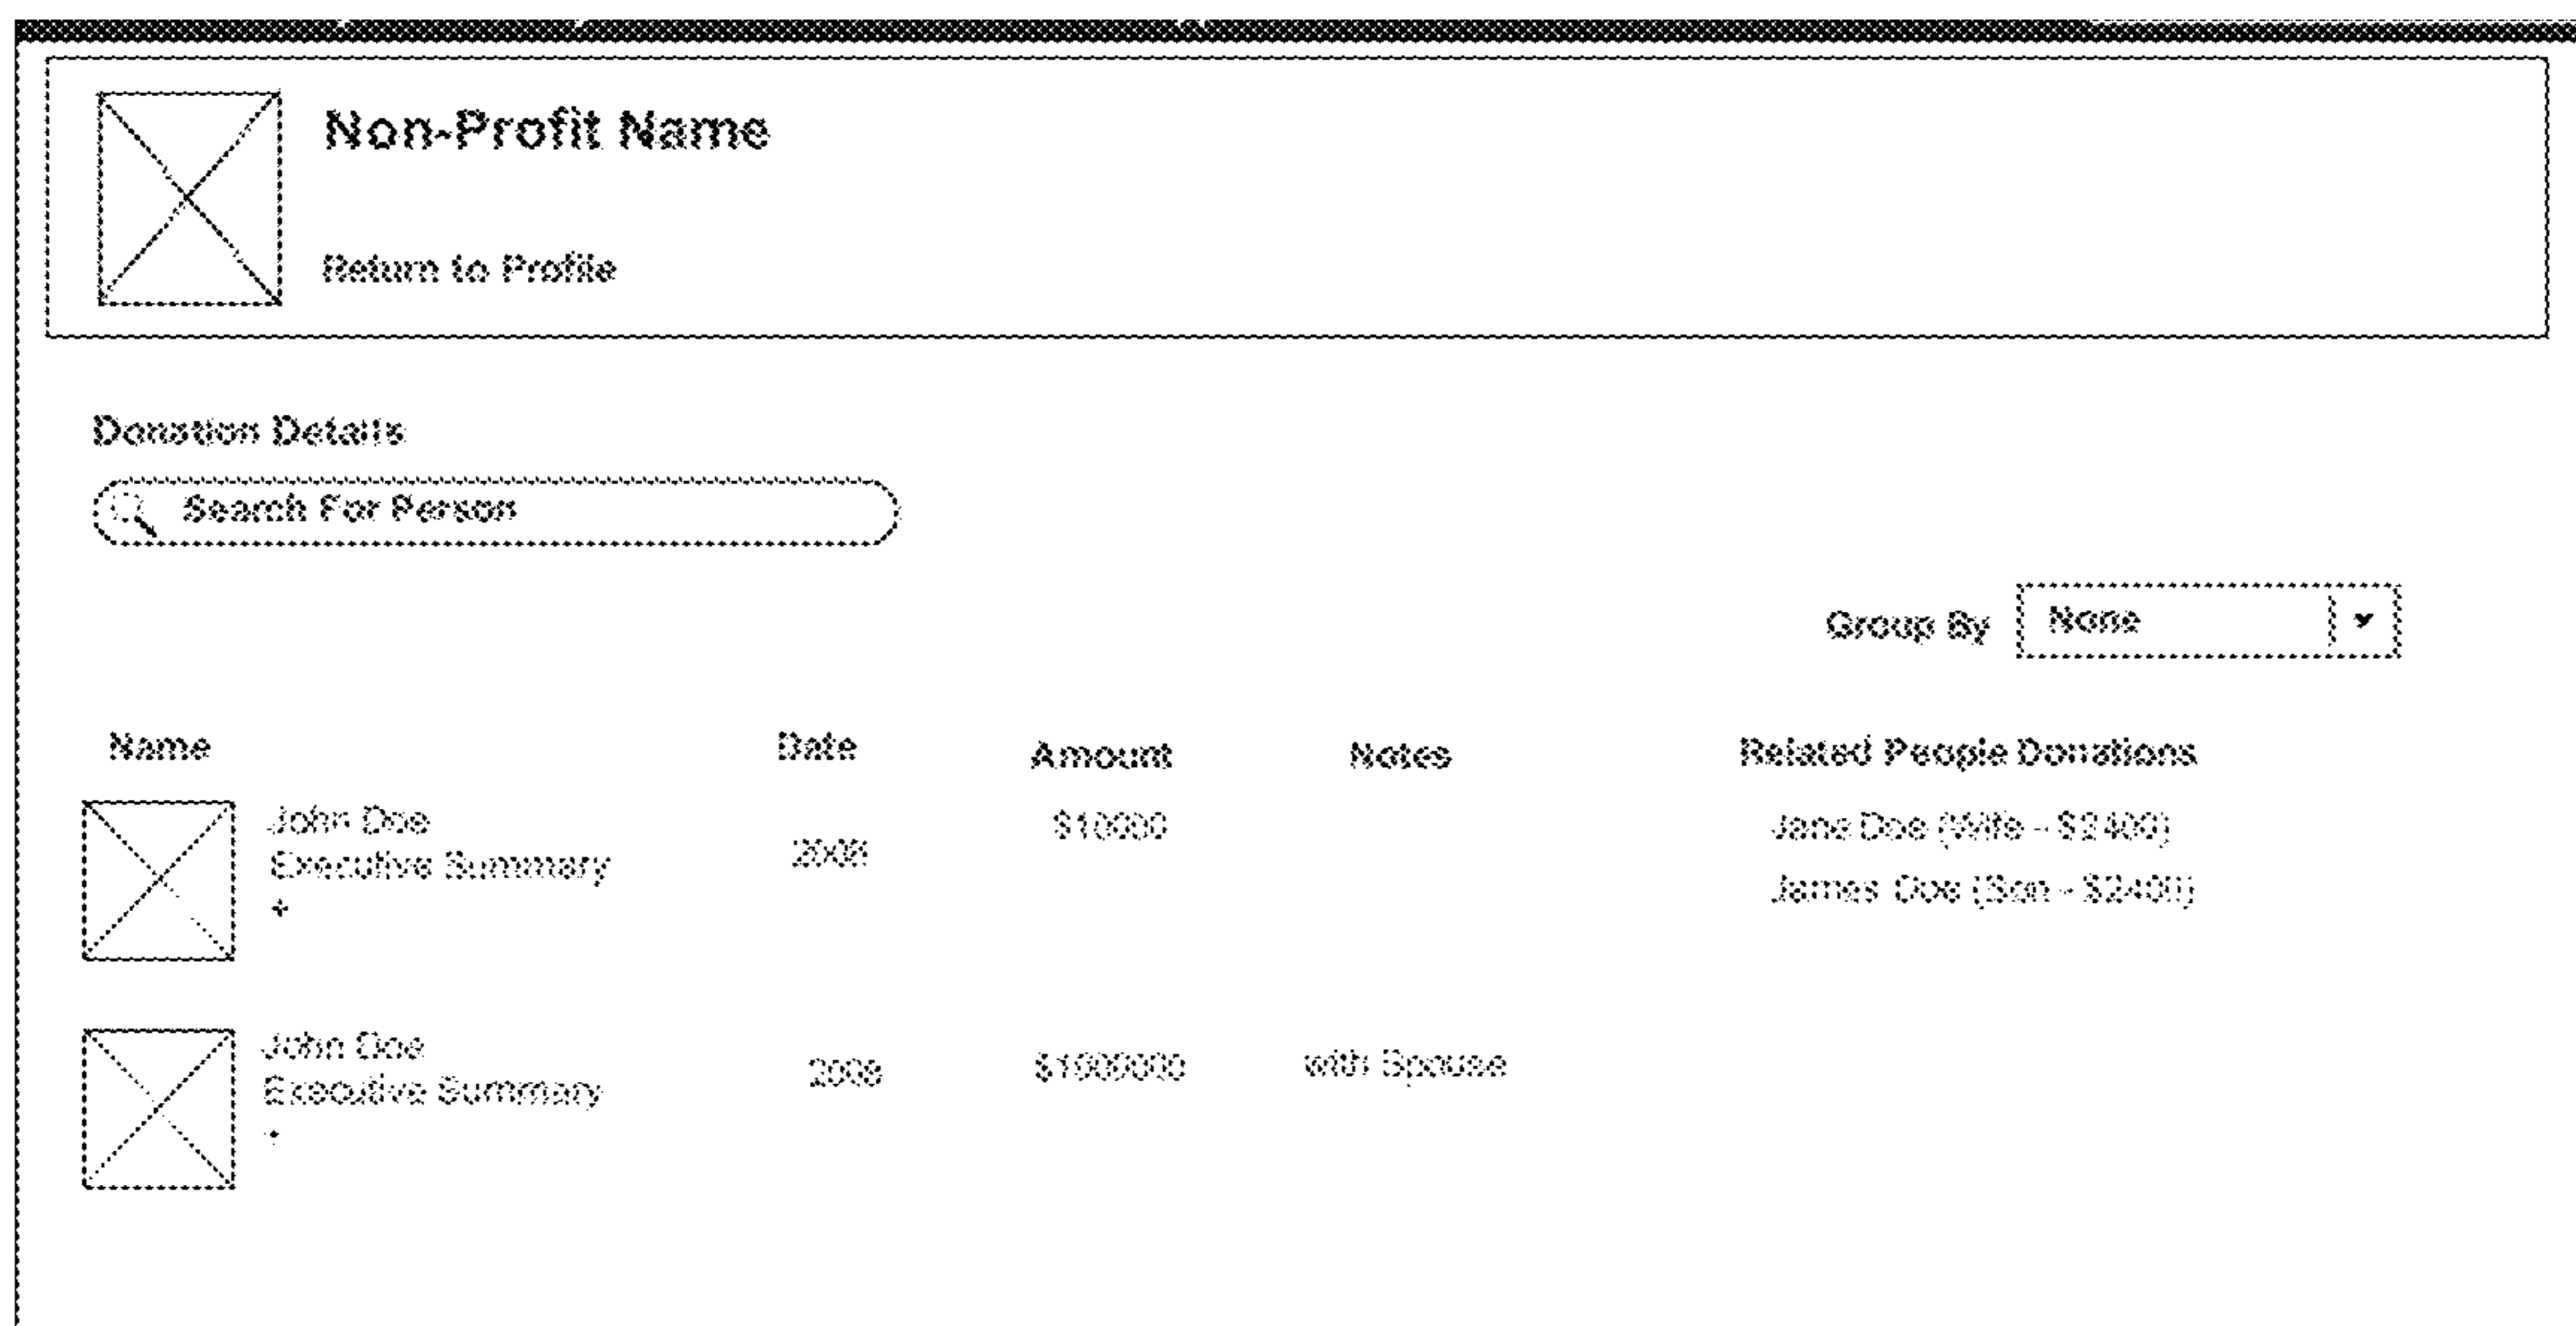 Non-Profit Name
Return to Profile
Donation Details
Search For Person
Group By None
Name Date Amount Notes Related People Donations
John Doe $10000 Jane Doe (Wife - $2400)
Executive Summary 2008 James Doe (Son - $2400)
+
John Doe
Executive Summary 2008 $1000000 with Spouse
+